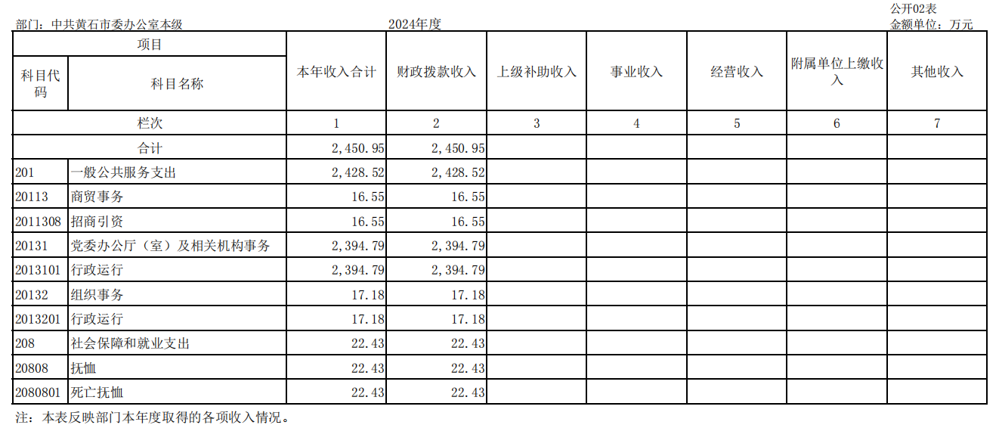 公开02表
部门：中共黄石市委办公室本级 2024年度 金额单位：万元
项目
科目代码 科目名称 本年收入合计 财政拨款收入 上级补助收入 事业收入 经营收入 附属单位上缴收入 其他收入
栏次 1 2 3 4 5 6 7
合计 2,450.95 2,450.95
201 一般公共服务支出 2,428.52 2,428.52
20113 商贸事务 16.55 16.55
2011308 招商引资 16.55 16.55
20131 党委办公厅（室）及相关机构事务 2,394.79 2,394.79
2013101 行政运行 2,394.79 2,394.79
20132 组织事务 17.18 17.18
2013201 行政运行 17.18 17.18
208 社会保障和就业支出 22.43 22.43
20808 抚恤 22.43 22.43
2080801 死亡抚恤 22.43 22.43
注：本表反映部门本年度取得的各项收入情况。